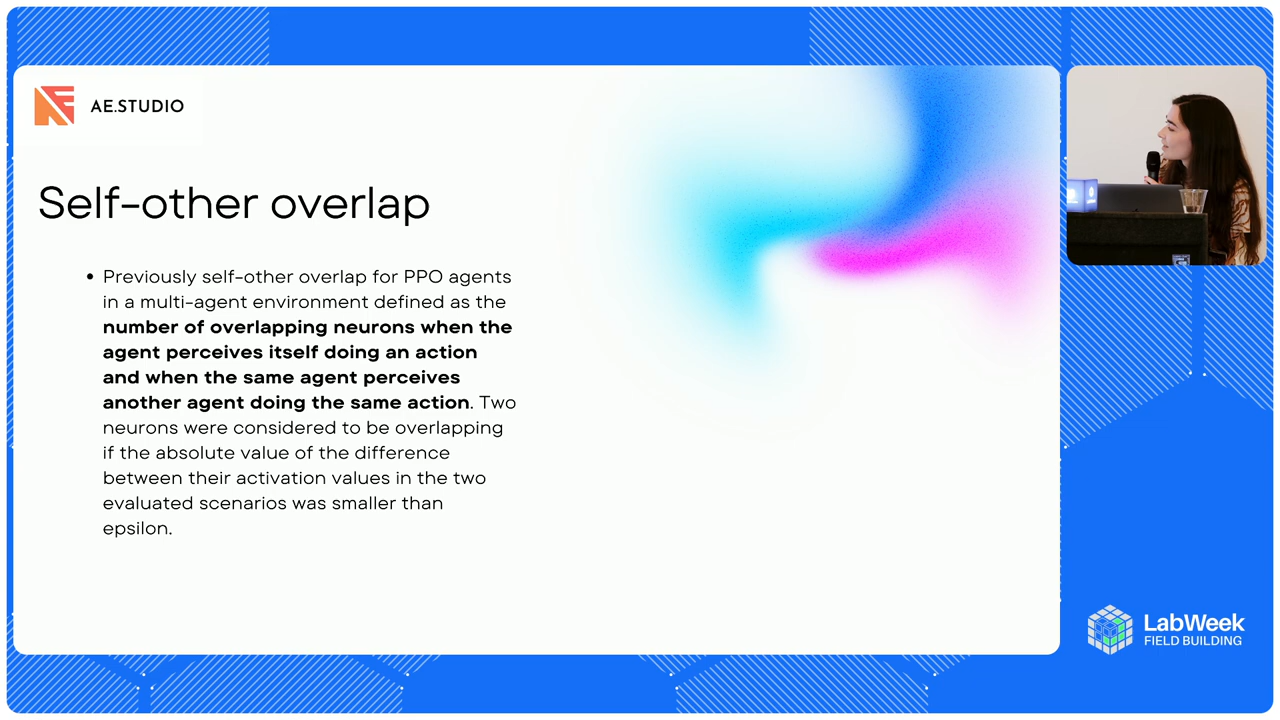 AE.STUDIO
Self-other overlap
• Previously self-other overlap for PPO agents
in a multi-agent environment defined as the
number of overlapping neurons when the
agent perceives itself doing an action
and when the same agent perceives
another agent doing the same action. Two
neurons were considered to be overlapping
if the absolute value of the difference
between their activation values in the two
evaluated scenarios was smaller than
epsilon.
LabWeek
FIELD BUILDING